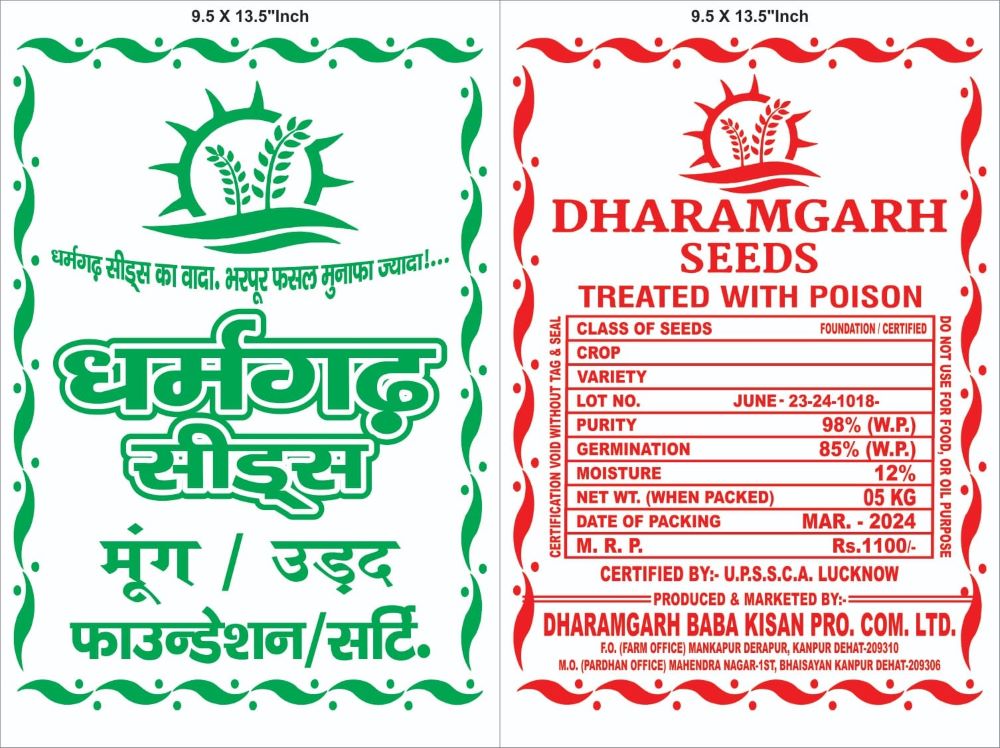 9.5 X 13.5"Inch
धर्मगढ़ सीड्स का वादा. भरपूर फसल मुनाफा ज्यादा!...
धर्मगढ़
सीड्स
मूंग / उड़द
फाउन्डेशन/सर्टि.
9.5 X 13.5"Inch
DHARAMGARH
SEEDS
TREATED WITH POISON
CERTIFICATION VOID WITHOUT TAG & SEAL
CLASS OF SEEDS FOUNDATION / CERTIFIED
CROP
VARIETY
LOT NO. JUNE - 23-24-1018-
PURITY 98% (W.P.)
GERMINATION 85% (W.P.)
MOISTURE 12%
NET WT. (WHEN PACKED) 05 KG
DATE OF PACKING MAR. - 2024
M. R. P. Rs.1100/-
DO NOT USE FOR FOOD, OR OIL PURPOSE
CERTIFIED BY:- U.P.S.S.C.A. LUCKNOW
PRODUCED & MARKETED BY:-
DHARAMGARH BABA KISAN PRO. COM. LTD.
F.O. (FARM OFFICE) MANKAPUR DERAPUR, KANPUR DEHAT-209310
M.O. (PARDHAN OFFICE) MAHENDRA NAGAR-1ST, BHAISAYAN KANPUR DEHAT-209306